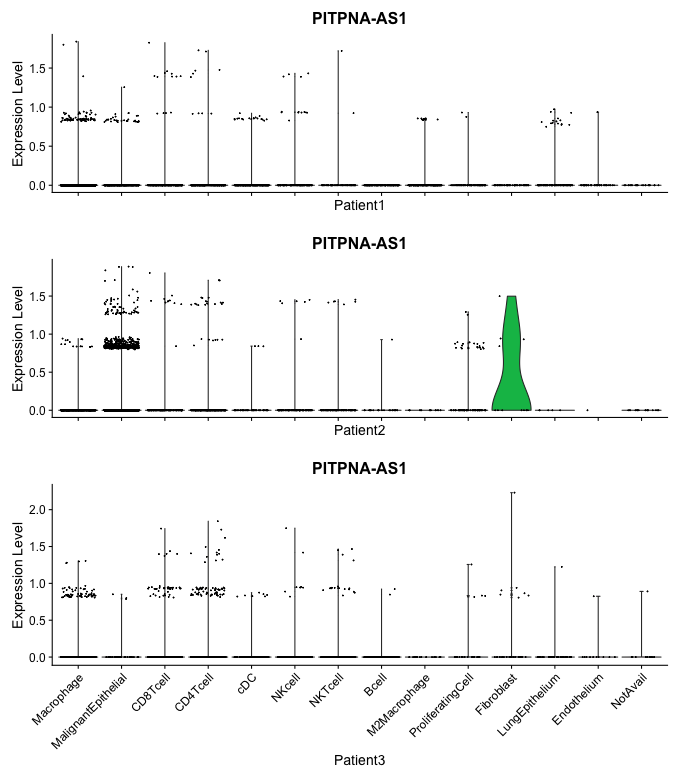 PITPNA-AS1
Expression Level
1.5
1.0
0.5
0.0
Patient1
PITPNA-AS1
Expression Level
1.5
1.0
0.5
0.0
Patient2
PITPNA-AS1
Expression Level
2.0
1.5
1.0
0.5
0.0
Macrophage
MalignantEpithelial
CD8Tcell
CD4Tcell
cDC
NKcell
NKTcell
Bcell
M2Macrophage
ProliferatingCell
Fibroblast
LungEpithelium
Endothelium
NotAvail
Patient3